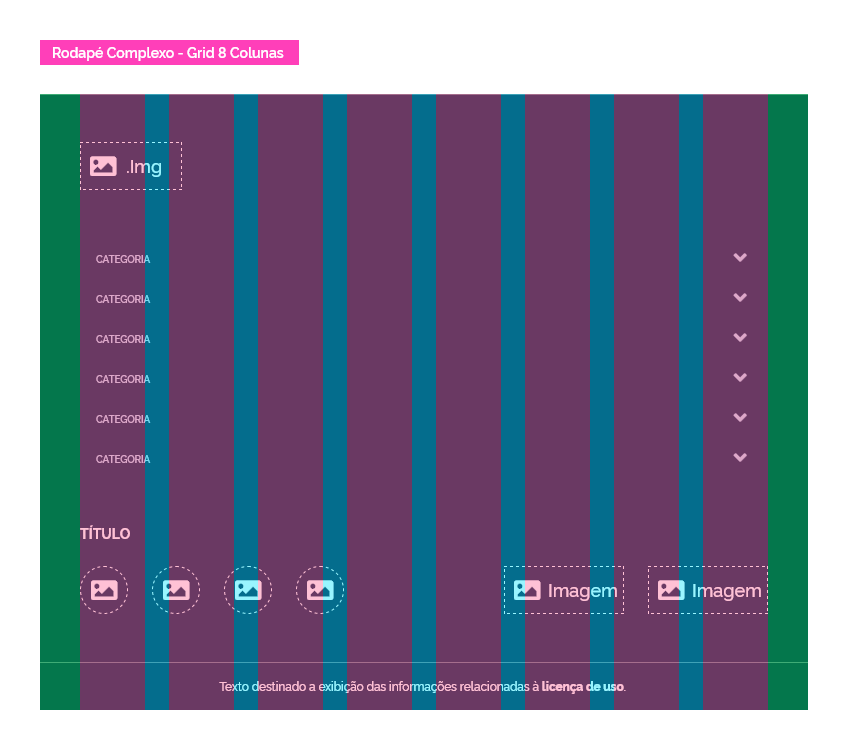 Rodapé Complexo - Grid 8 Colunas
.Img
CATEGORIA
CATEGORIA
CATEGORIA
CATEGORIA
CATEGORIA
CATEGORIA
TÍTULO
Imagem Imagem
Texto destinado a exibição das informações relacionadas à licença de uso.